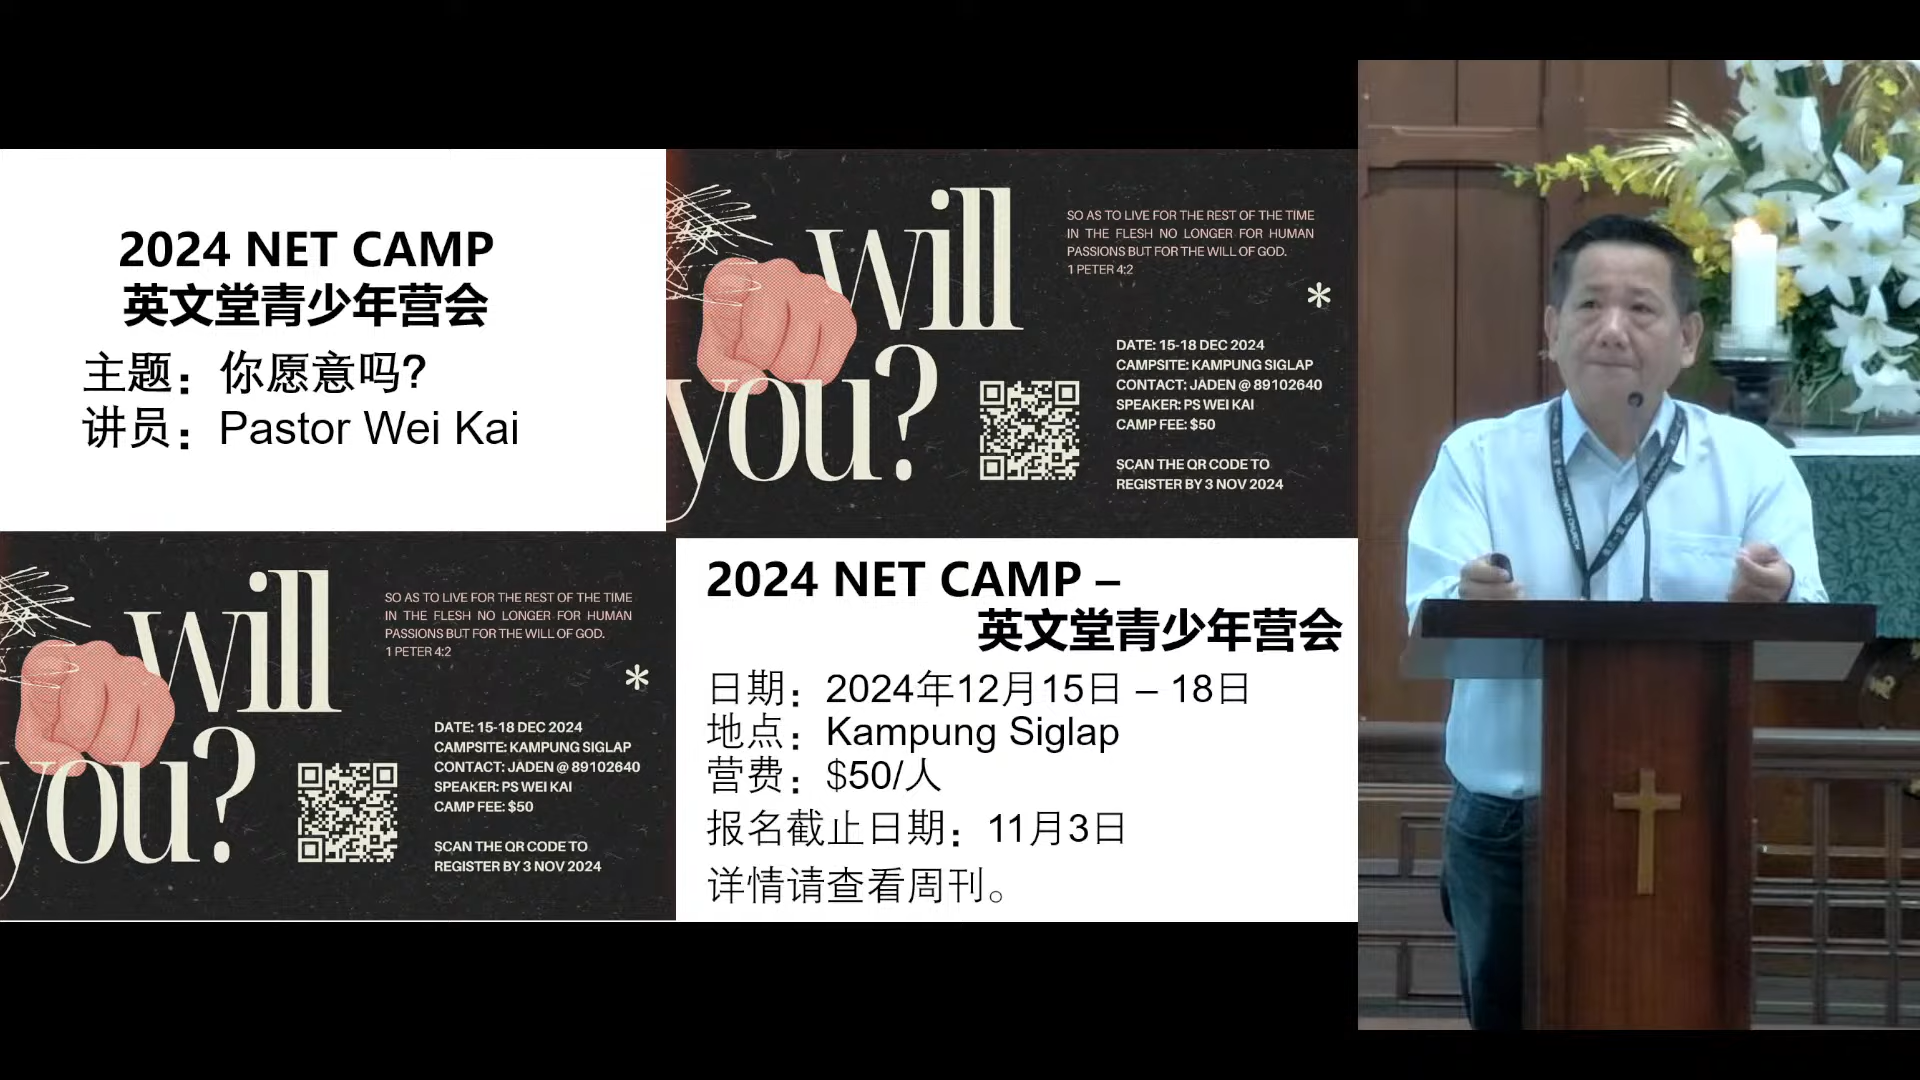 2024 NET CAMP
英文堂青少年营会
主题：你愿意吗?
讲员：Pastor Wei Kai
will
you?
SO AS TO LIVE FOR THE REST OF THE TIME
IN THE FLESH NO LONGER FOR HUMAN
PASSIONS BUT FOR THE WILL OF GOD.
1 PETER 4:2
*
DATE: 15-18 DEC 2024
CAMPSITE: KAMPUNG SIGLAP
CONTACT: JADEN @ 89102640
SPEAKER: PS WEI KAI
CAMP FEE: $50
SCAN THE QR CODE TO
REGISTER BY 3 NOV 2024
will
you?
SO AS TO LIVE FOR THE REST OF THE TIME
IN THE FLESH NO LONGER FOR HUMAN
PASSIONS BUT FOR THE WILL OF GOD.
1 PETER 4:2
*
DATE: 15-18 DEC 2024
CAMPSITE: KAMPUNG SIGLAP
CONTACT: JADEN @ 89102640
SPEAKER: PS WEI KAI
CAMP FEE: $50
SCAN THE QR CODE TO
REGISTER BY 3 NOV 2024
2024 NET CAMP –
英文堂青少年营会
日期：2024年12月15日 – 18日
地点：Kampung Siglap
营费：$50/人
报名截止日期：11月3日
详情请查看周刊。